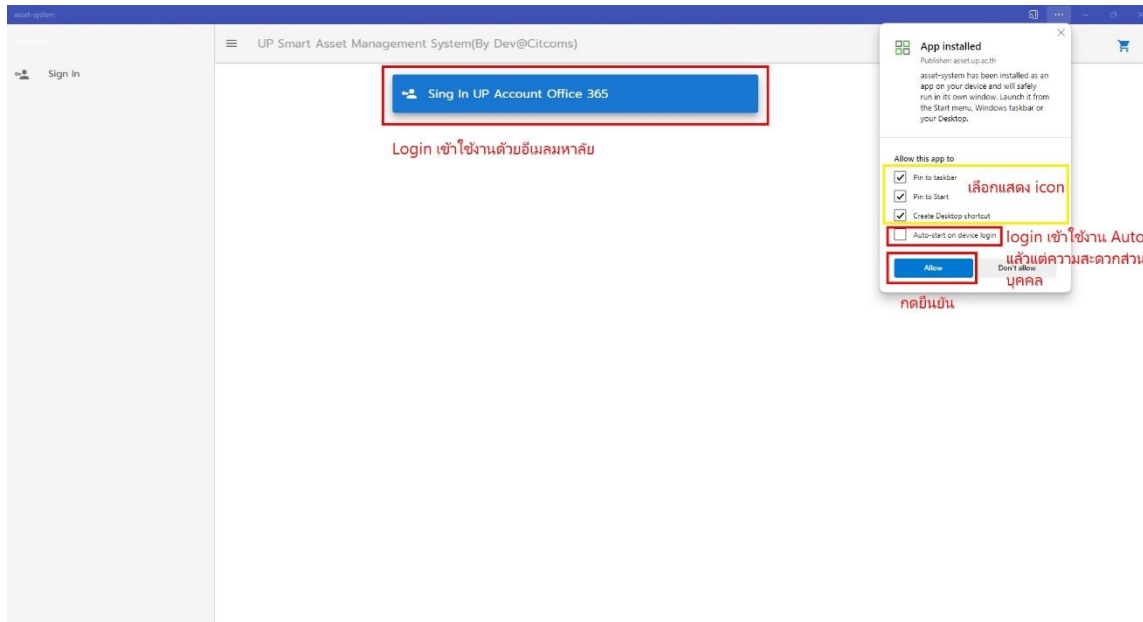 asset-system
UP Smart Asset Management System(By Dev@Citcoms)
Sign In
Sing In UP Account Office 365
Login เข้าใช้งานด้วยอีเมลมหาลัย
App installed
Publisher: asset.up.ac.th
asset-system has been installed as an
app on your device and will safely
run in its own window. Launch it from
the Start menu, Windows taskbar or
your Desktop.
Allow this app to
Pin to taskbar
Pin to Start
Create Desktop shortcut
เลือกแสดง icon
Auto-start on device login
login เข้าใช้งาน Auto
แล้วแต่ความสะดวกส่วน
บุคคล
Allow
Don't allow
กดยืนยัน